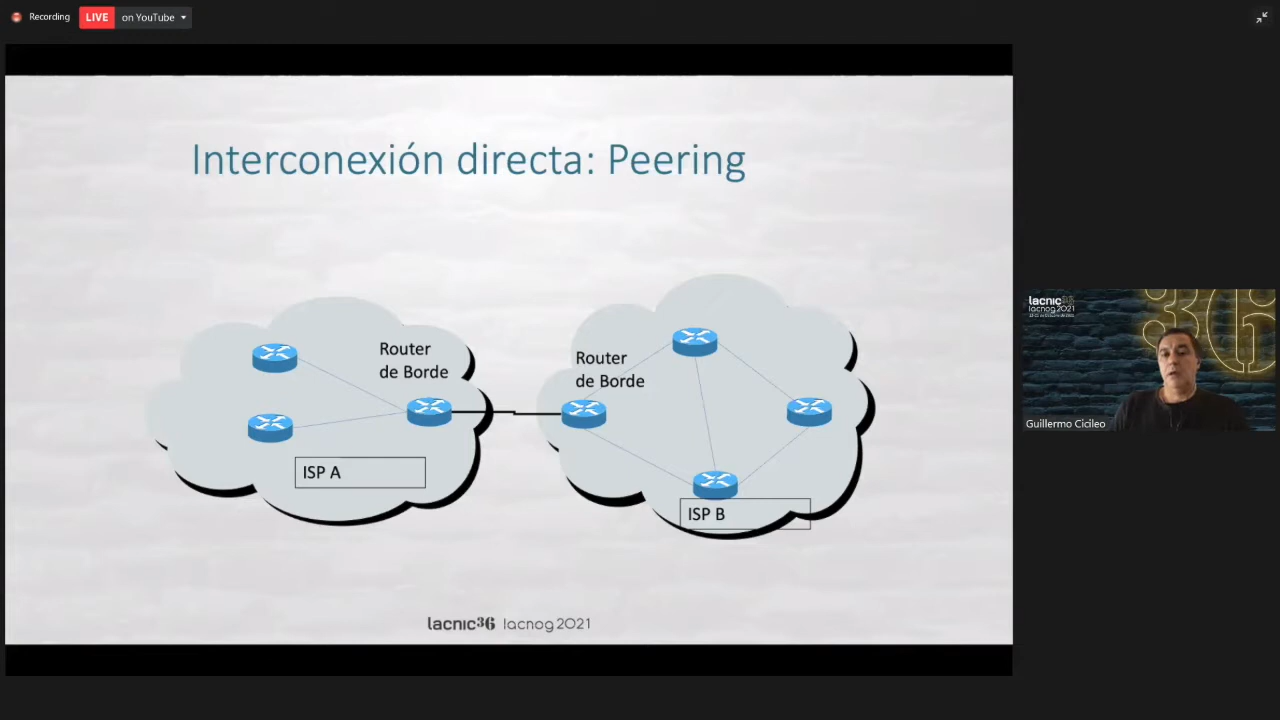 Recording
LIVE on YouTube
Interconexión directa: Peering
Router
de Borde
Router
de Borde
ISP A
ISP B
lacnic36 lacnog2021
lacnic36
lacnog2021
36
Guillermo Cicileo